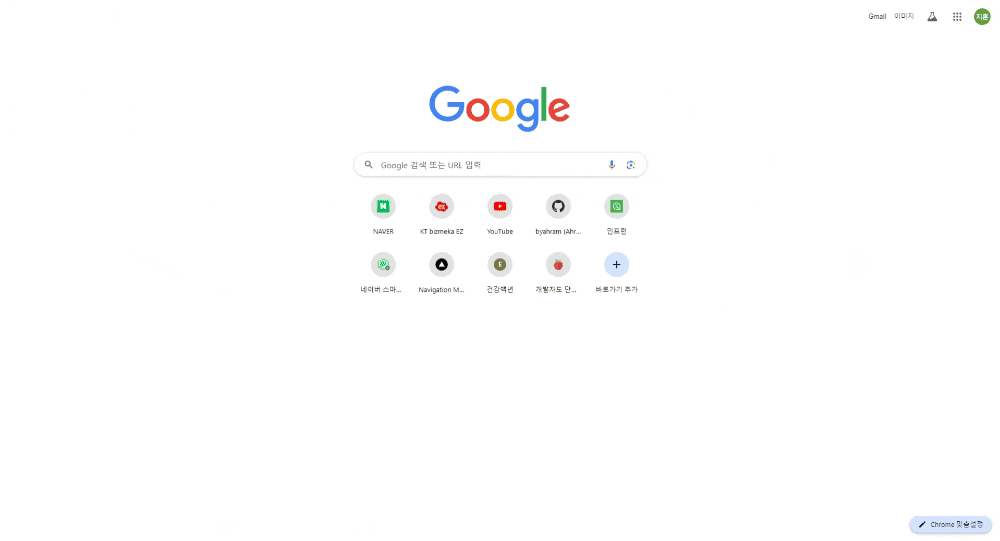 Gmail 이미지
지훈
Google
Google 검색 또는 URL 입력
NAVER
KT bizmeka EZ
YouTube
byahram (Ahr...
인프런
네이버 스마...
Navigation M...
E
건강백년
개발자도 단...
바로가기 추가
Chrome 맞춤설정